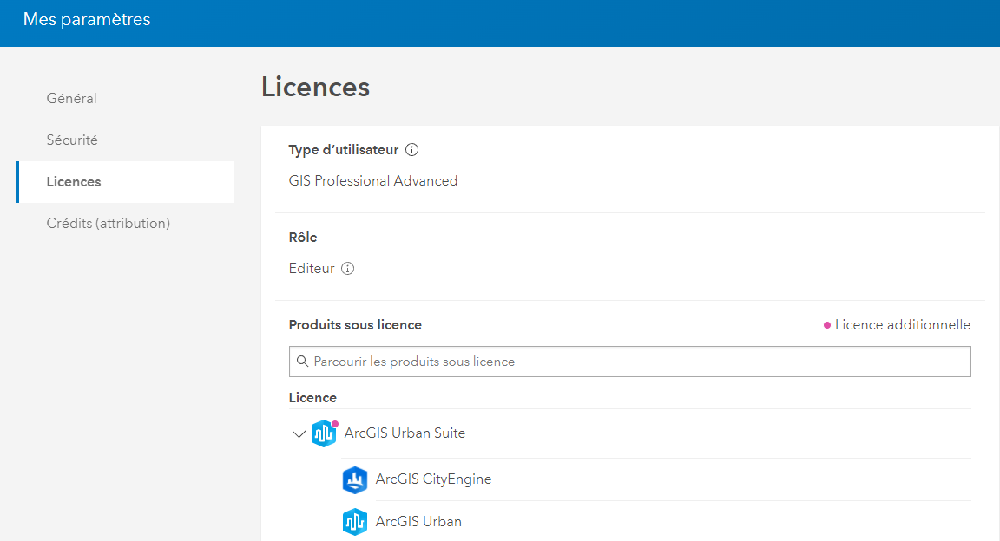 Mes paramètres
Général
Sécurité
Licences
Crédits (attribution)
Licences
Type d’utilisateur
GIS Professional Advanced
Rôle
Editeur
Produits sous licence
Licence additionnelle
Parcourir les produits sous licence
Licence
ArcGIS Urban Suite
ArcGIS CityEngine
ArcGIS Urban